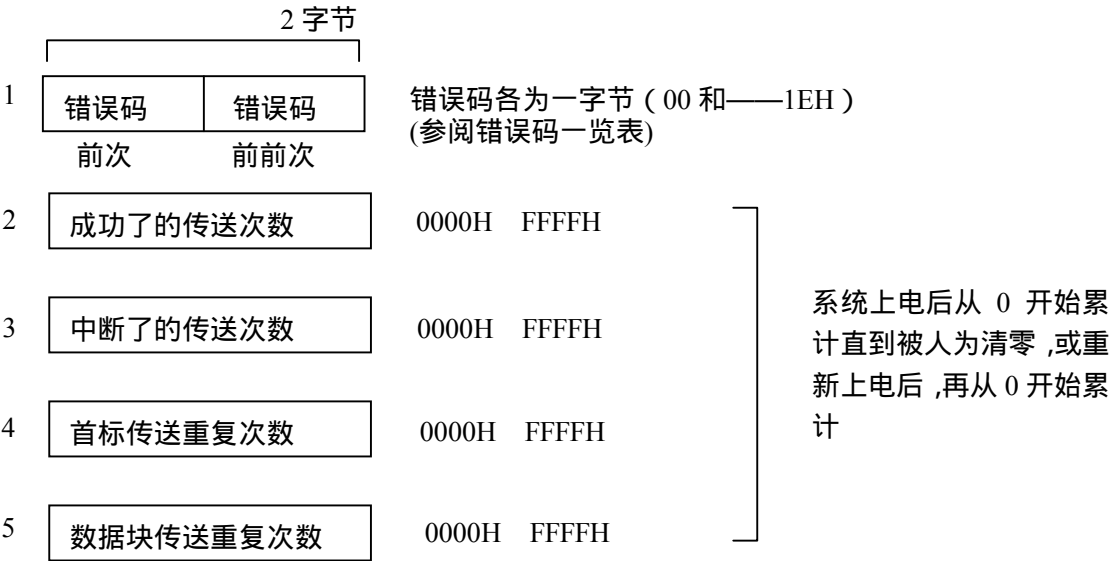 2 字节
1 错误码 错误码 错误码各为一字节（00 和——1EH）
(参阅错误码一览表)
前次 前前次
2 成功了的传送次数 0000H FFFFH
3 中断了的传送次数 0000H FFFFH
4 首标传送重复次数 0000H FFFFH
5 数据块传送重复次数 0000H FFFFH
系统上电后从 0 开始累
计直到被人为清零 ,或重
新上电后 ,再从 0 开始累
计